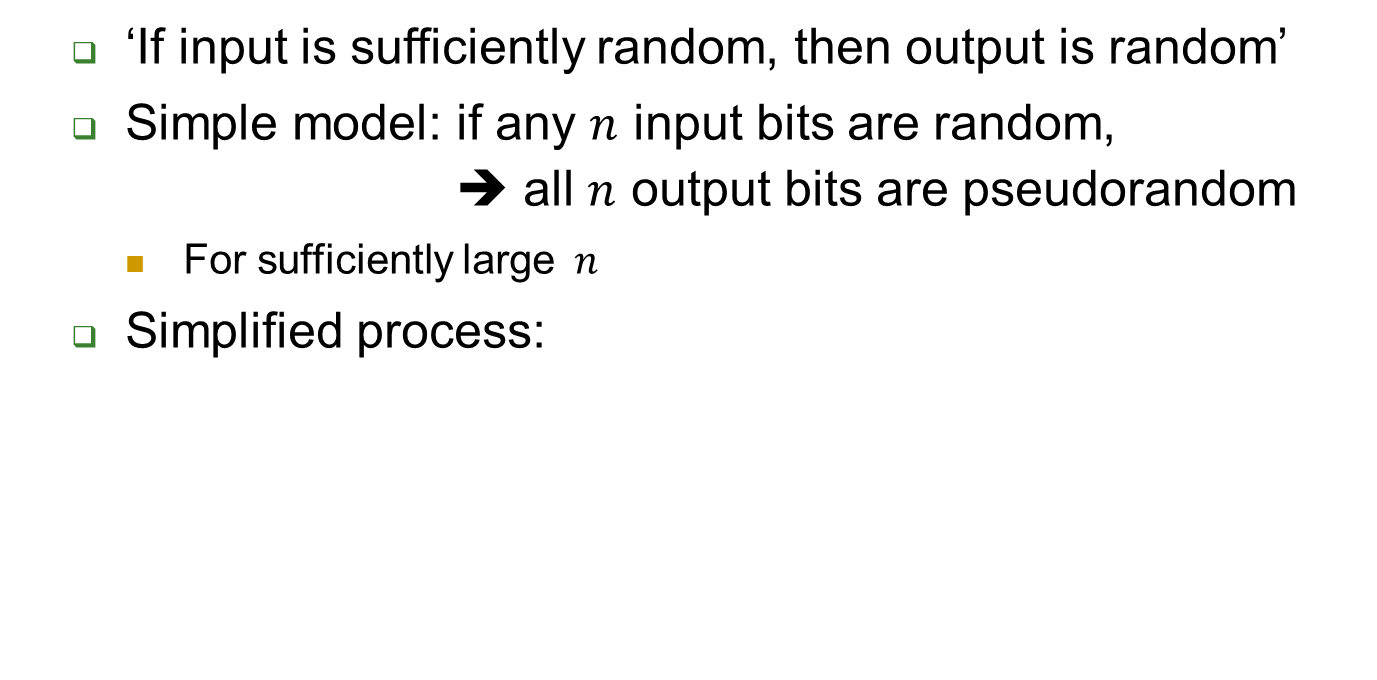 ‘If input is sufficiently random, then output is random’
Simple model: if any n input bits are random,
➔ all n output bits are pseudorandom
For sufficiently large n
Simplified process: